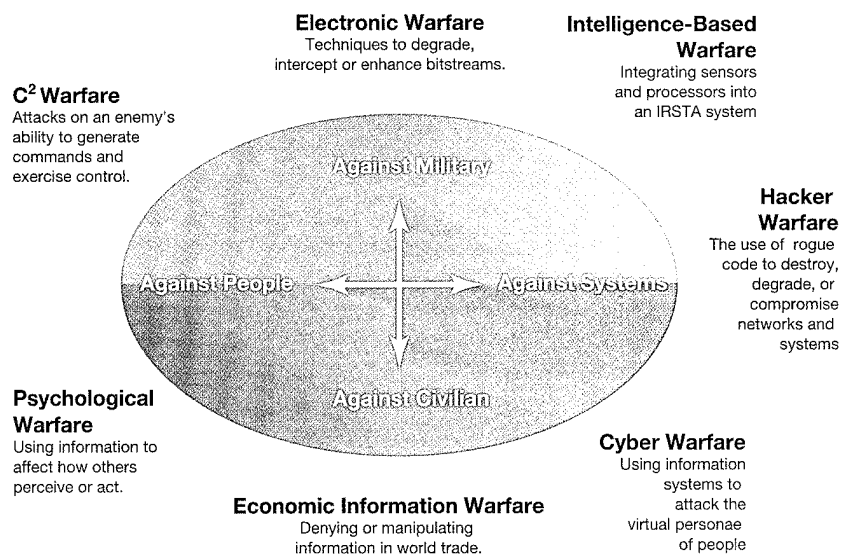 Electronic Warfare
Techniques to degrade,
intercept or enhance bitstreams.
Intelligence-Based
Warfare
Integrating sensors
and processors into
an IRSTA system
C² Warfare
Attacks on an enemy's
ability to generate
commands and
exercise control.
Against Military
Hacker
Warfare
The use of rogue
code to destroy,
degrade, or
compromise
networks and
systems
Against People
Against Systems
Psychological
Warfare
Using information to
affect how others
perceive or act.
Against Civilian
Cyber Warfare
Using information
systems to
attack the
virtual personae
of people
Economic Information Warfare
Denying or manipulating
information in world trade.